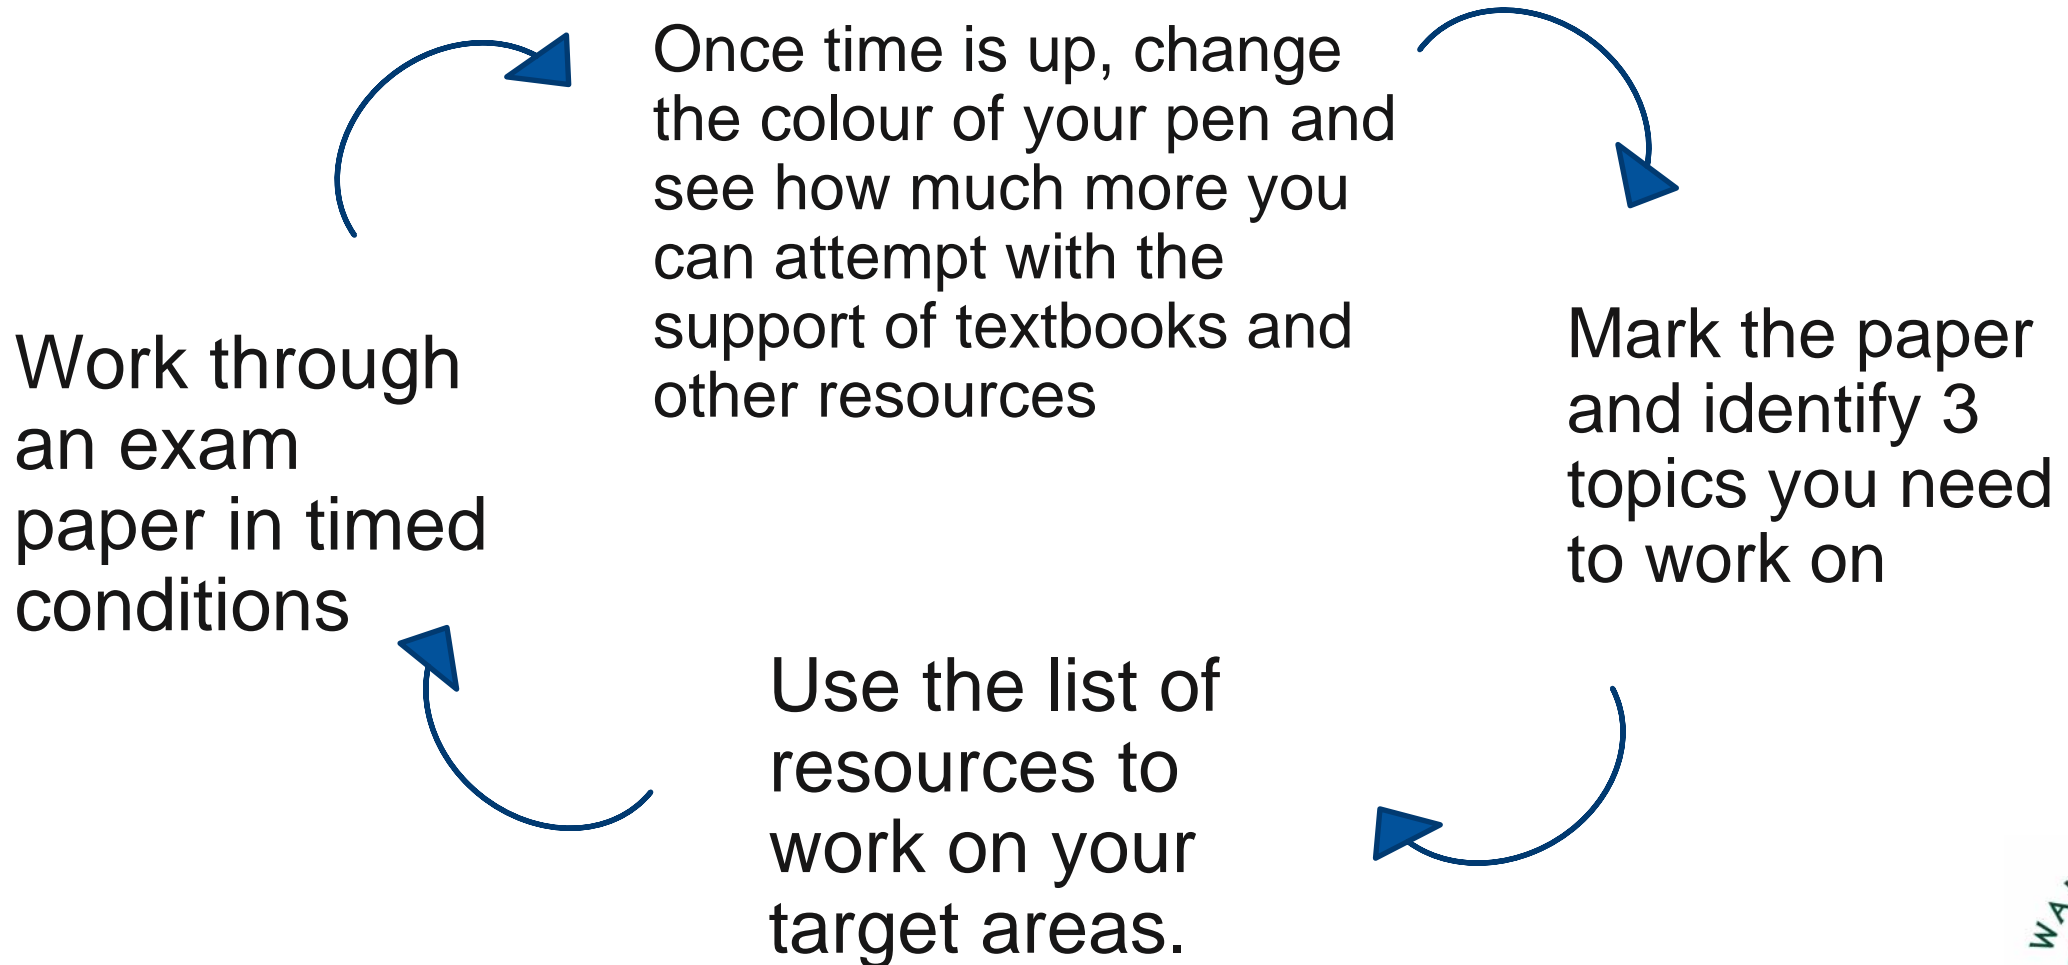 Work through
an exam
paper in timed
conditions
Once time is up, change
the colour of your pen and
see how much more you
can attempt with the
support of textbooks and
other resources
Mark the paper
and identify 3
topics you need
to work on
Use the list of
resources to
work on your
target areas.